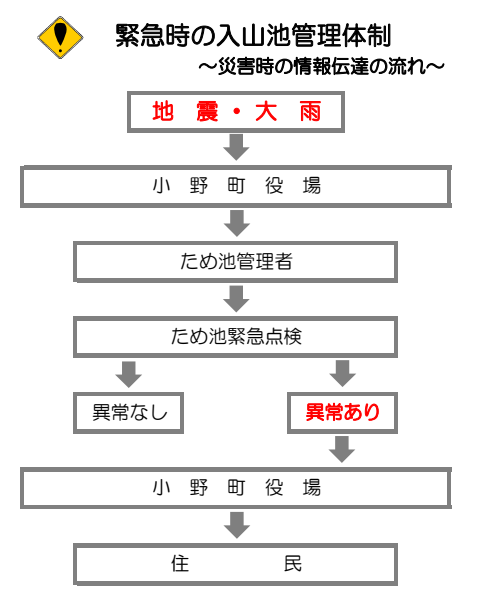 緊急時の入山池管理体制
～災害時の情報伝達の流れ～
地　震・大　雨
小　野　町　役　場
ため池管理者
ため池緊急点検
異常なし　異常あり
小　野　町　役　場
住　　　　　民